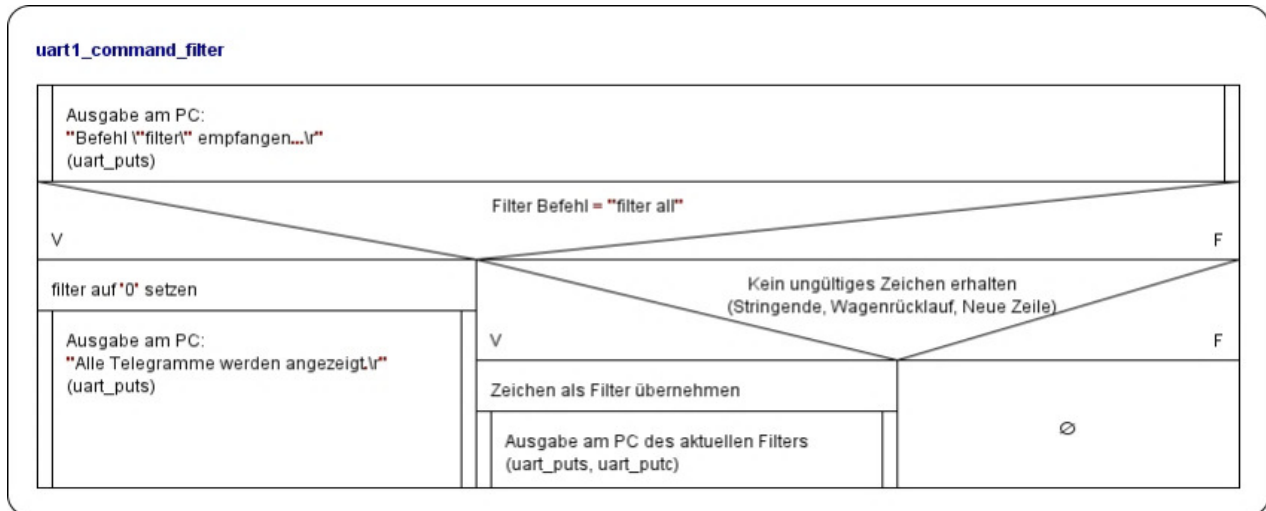 uart1_command_filter
Ausgabe am PC:
"Befehl \"filter\" empfangen...\r"
(uart_puts)
Filter Befehl = "filter all"
V
F
filter auf '0' setzen
Kein ungültiges Zeichen erhalten
(Stringende, Wagenrücklauf, Neue Zeile)
Ausgabe am PC:
"Alle Telegramme werden angezeigt.\r"
(uart_puts)
V
F
Zeichen als Filter übernehmen
Ausgabe am PC des aktuellen Filters
(uart_puts, uart_putc)
∅